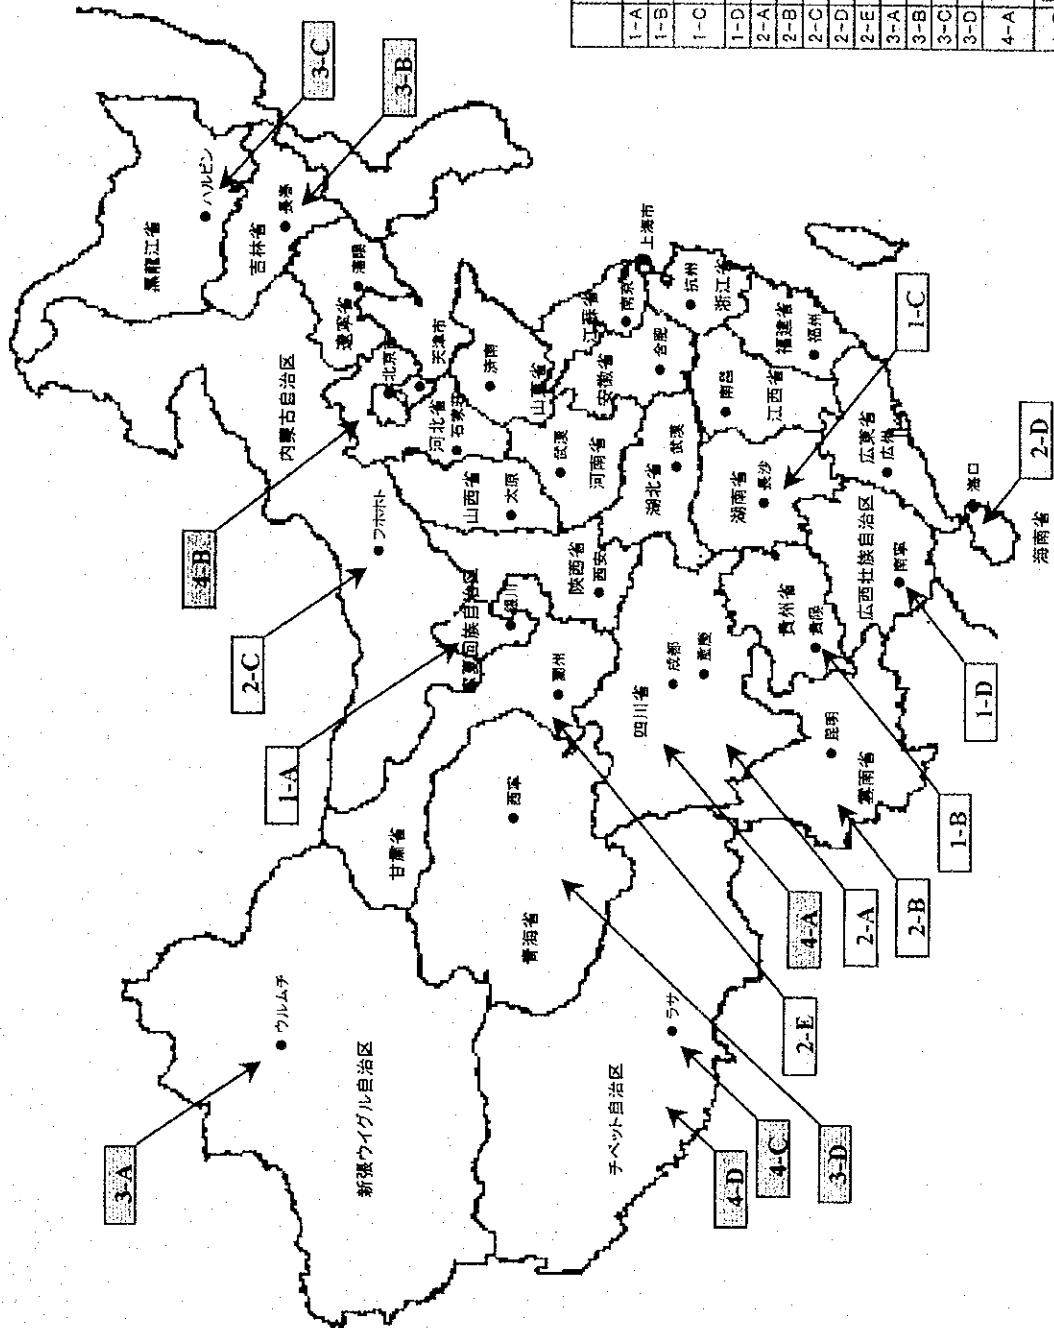 3-A
ウルムチ
新張ウイグル自治区
4-D
4-C
3-D
チベット自治区
ラサ
2-E
2-A
4-A
2-B
1-B
1-D
青海省
西寧
甘粛省
1-A
2-C
4-B
フホホト
内蒙古自治区
寧夏回族自治区
銀川
蘭州
四川省
成都
重慶
雲南省
昆明
貴州省
貴陽
広西壮族自治区
南寧
陝西省
西安
山西省
太原
河北省
石家荘
北京市
天津市
河南省
武漢
湖北省
武漢
湖南省
長沙
1-C
広東省
広州
海口
海南省
2-D
江西省
南昌
福建省
福州
浙江省
杭州
上海市
江蘇省
南京
安徽省
合肥
山東省
済南
遼寧省
瀋陽
吉林省
長春
3-B
黒龍江省
ハルビン
3-C
1-A
1-B
1-C
1-D
2-A
2-B
2-C
2-D
2-E
3-A
3-B
3-C
3-D
4-A